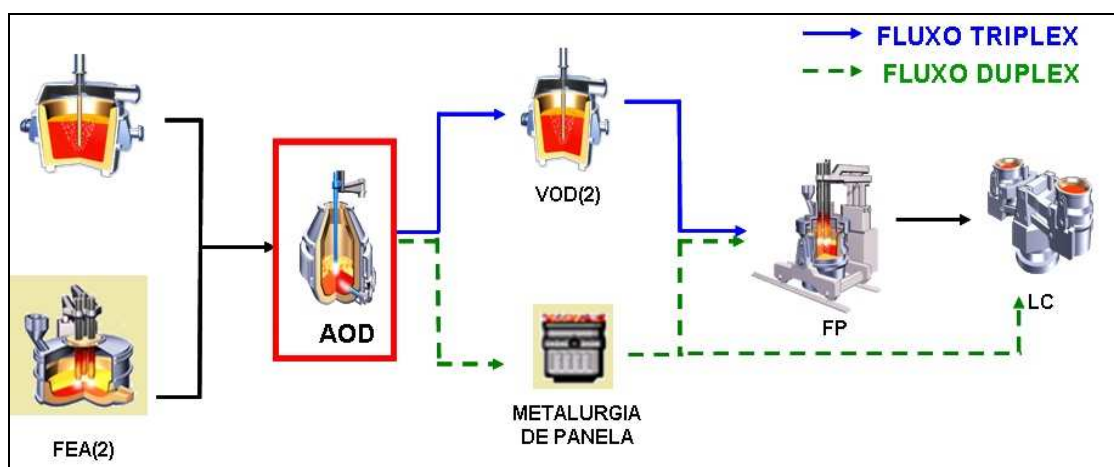 FLUXO TRIPLEX
FLUXO DUPLEX
VOD(2)
AOD
FP
LC
METALURGIA
DE PANELA
FEA(2)